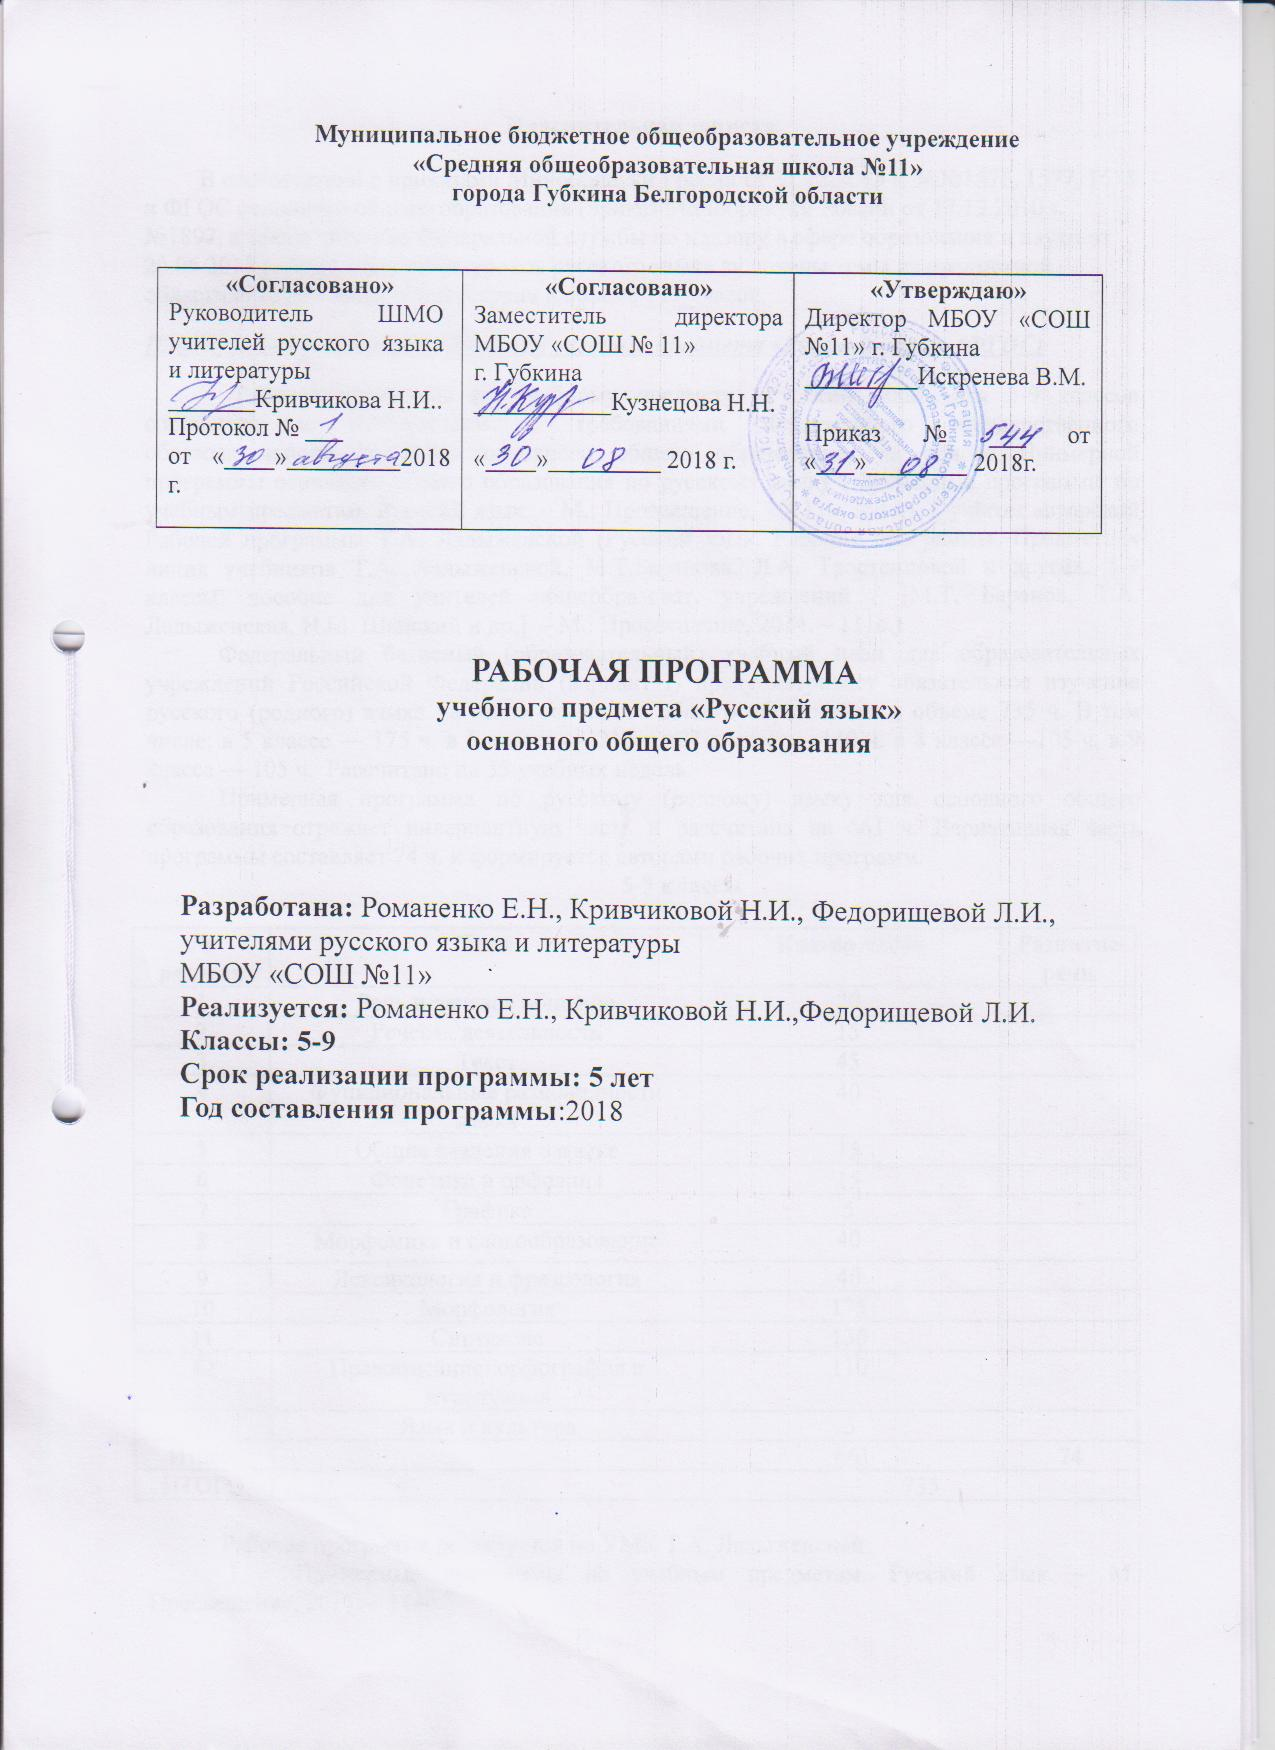 Муниципальное бюджетное общеобразовательное учреждение
«Средняя общеобразовательная школа №11»
города Губкина Белгородской области
«Согласовано»
Руководитель ШМО
учителей русского языка
и литературы
Кривчикова Н.И..
Протокол № 1
от «30» августа 2018
г.
«Согласовано»
Заместитель директора
МБОУ «СОШ № 11»
г. Губкина
Кузнецова Н.Н.
«30» 08 2018 г.
«Утверждаю»
Директор МБОУ «СОШ
№11» г. Губкина
Искренева В.М.
Приказ № 544 от
«31» 08 2018г.
РАБОЧАЯ ПРОГРАММА
учебного предмета «Русский язык»
основного общего образования
Разработана: Романенко Е.Н., Кривчиковой Н.И., Федорищевой Л.И.,
учителями русского языка и литературы
МБОУ «СОШ №11»
Реализуется: Романенко Е.Н., Кривчиковой Н.И.,Федорищевой Л.И.
Классы: 5-9
Срок реализации программы: 5 лет
Год составления программы:2018